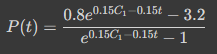 P(t) = \frac{0.8e^{0.15C_1-0.15t} - 3.2}{e^{0.15C_1-0.15t} - 1}